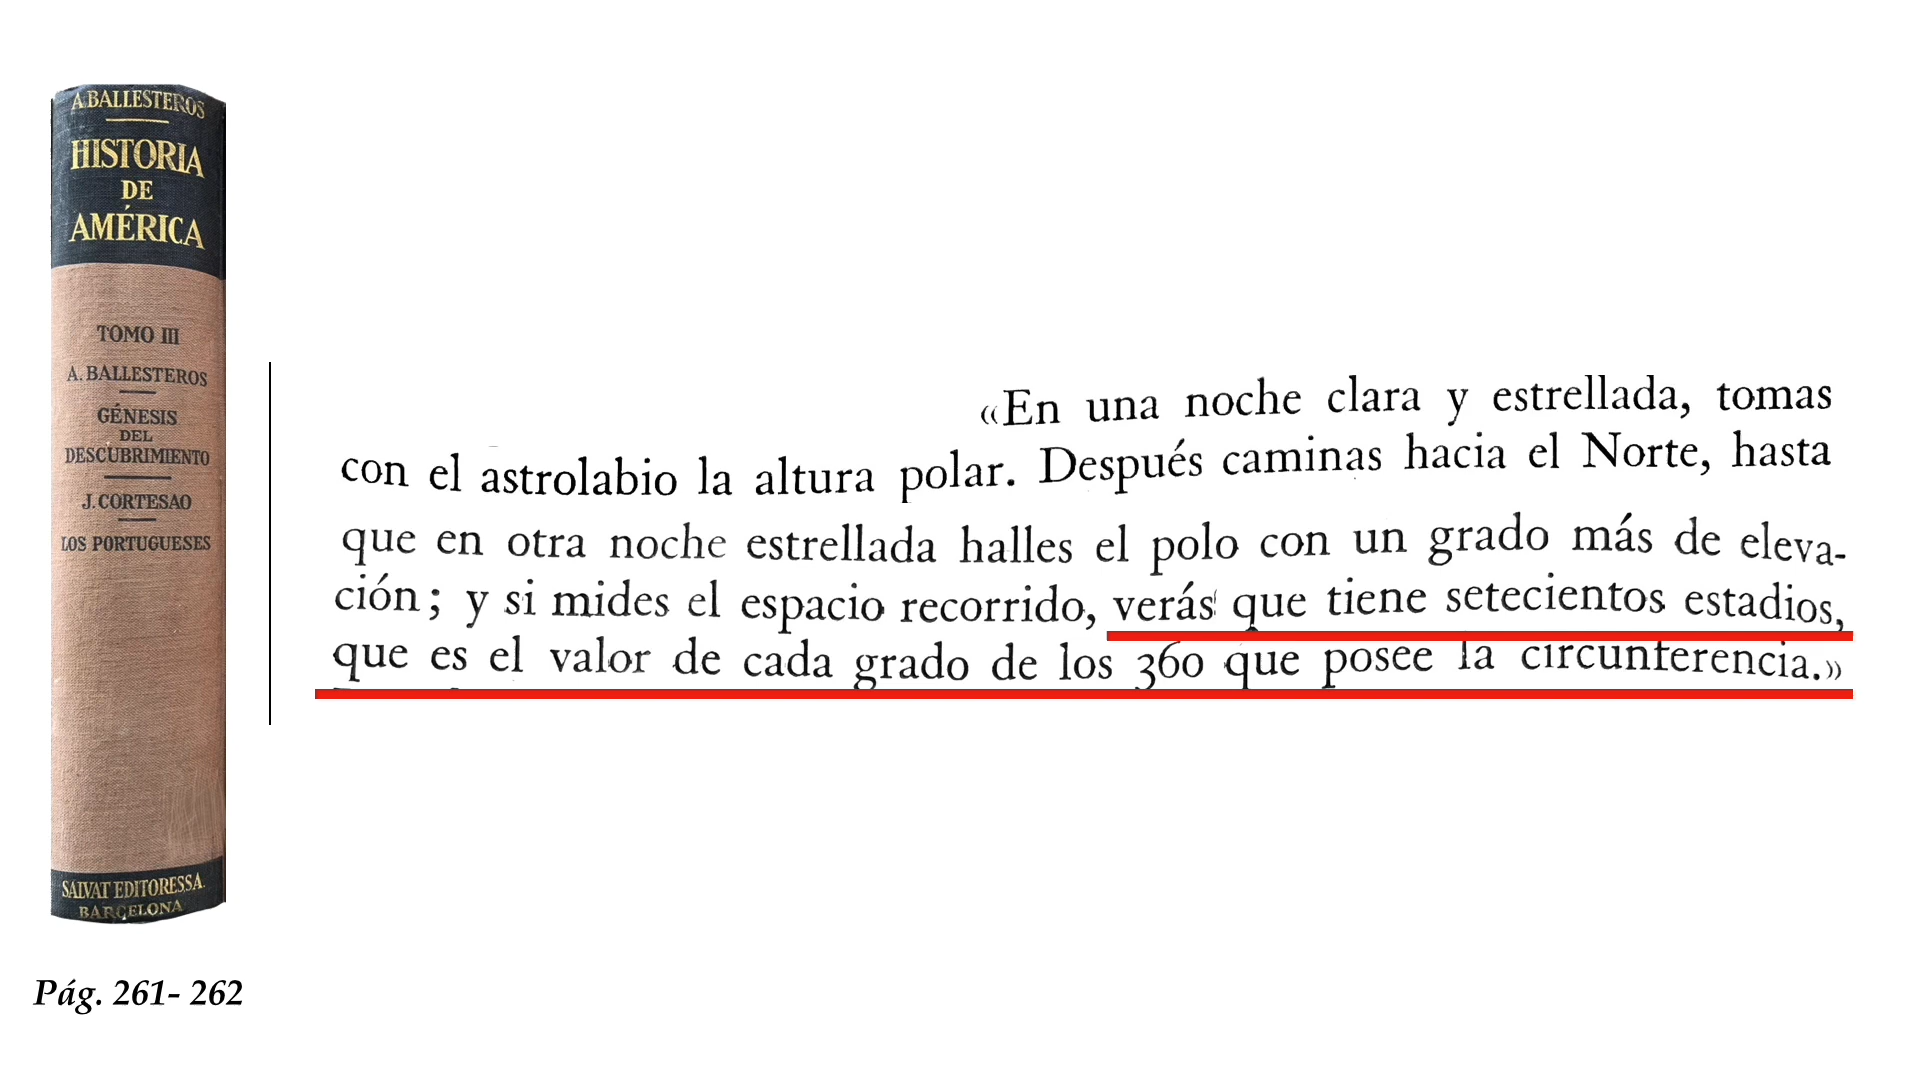 A. BALLESTEROS
HISTORIA
DE
AMÉRICA
TOMO III
A. BALLESTEROS
GÉNESIS
DEL
DESCUBRIMIENTO
J. CORTESAO
LOS PORTUGUESES
SALVAT EDITORES S.A.
BARCELONA
Pág. 261- 262
«En una noche clara y estrellada, tomas
con el astrolabio la altura polar. Después caminas hacia el Norte, hasta
que en otra noche estrellada halles el polo con un grado más de eleva-
ción; y si mides el espacio recorrido, verás que tiene setecientos estadios,
que es el valor de cada grado de los 360 que posee la circunferencia.»